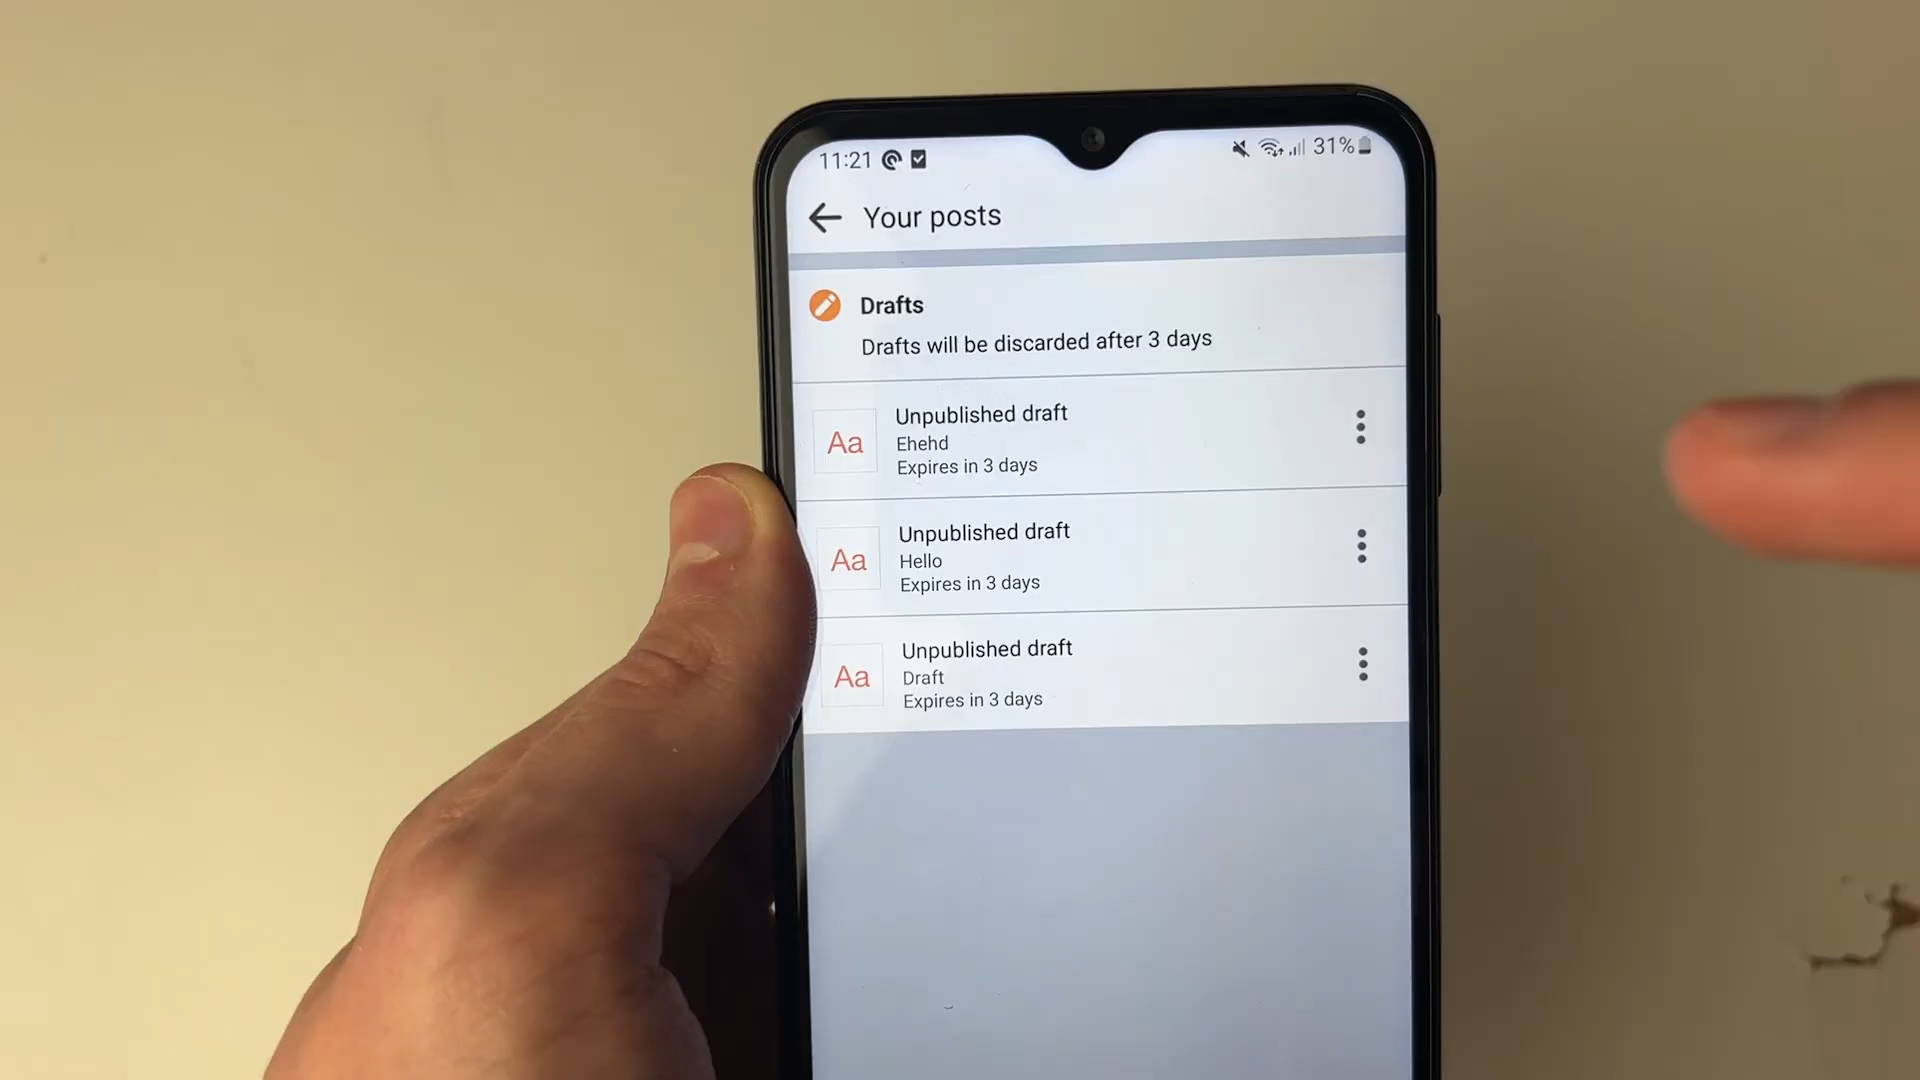 11:21
31%
Your posts
Drafts
Drafts will be discarded after 3 days
Aa
Unpublished draft
Ehehd
Expires in 3 days
Aa
Unpublished draft
Hello
Expires in 3 days
Aa
Unpublished draft
Draft
Expires in 3 days